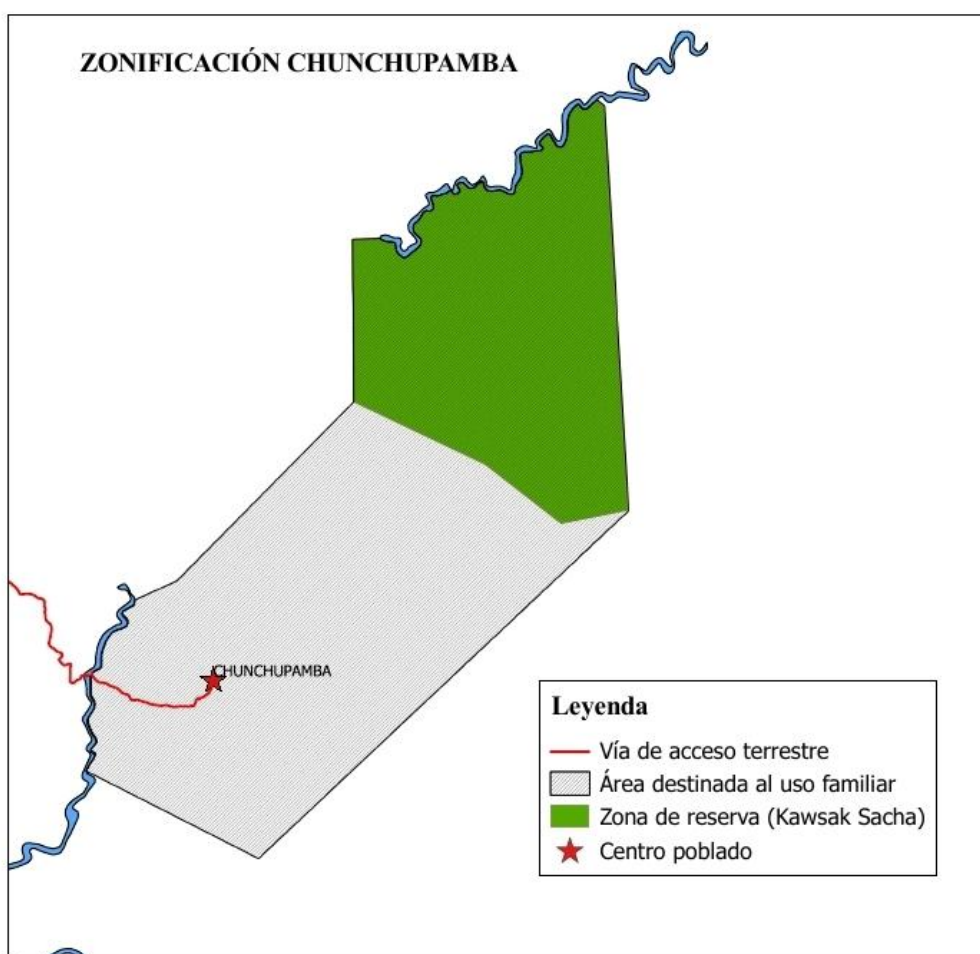 ZONIFICACIÓN CHUNCHUPAMBA
CHUNCHUPAMBA
Leyenda
Vía de acceso terrestre
Área destinada al uso familiar
Zona de reserva (Kawsak Sacha)
Centro poblado